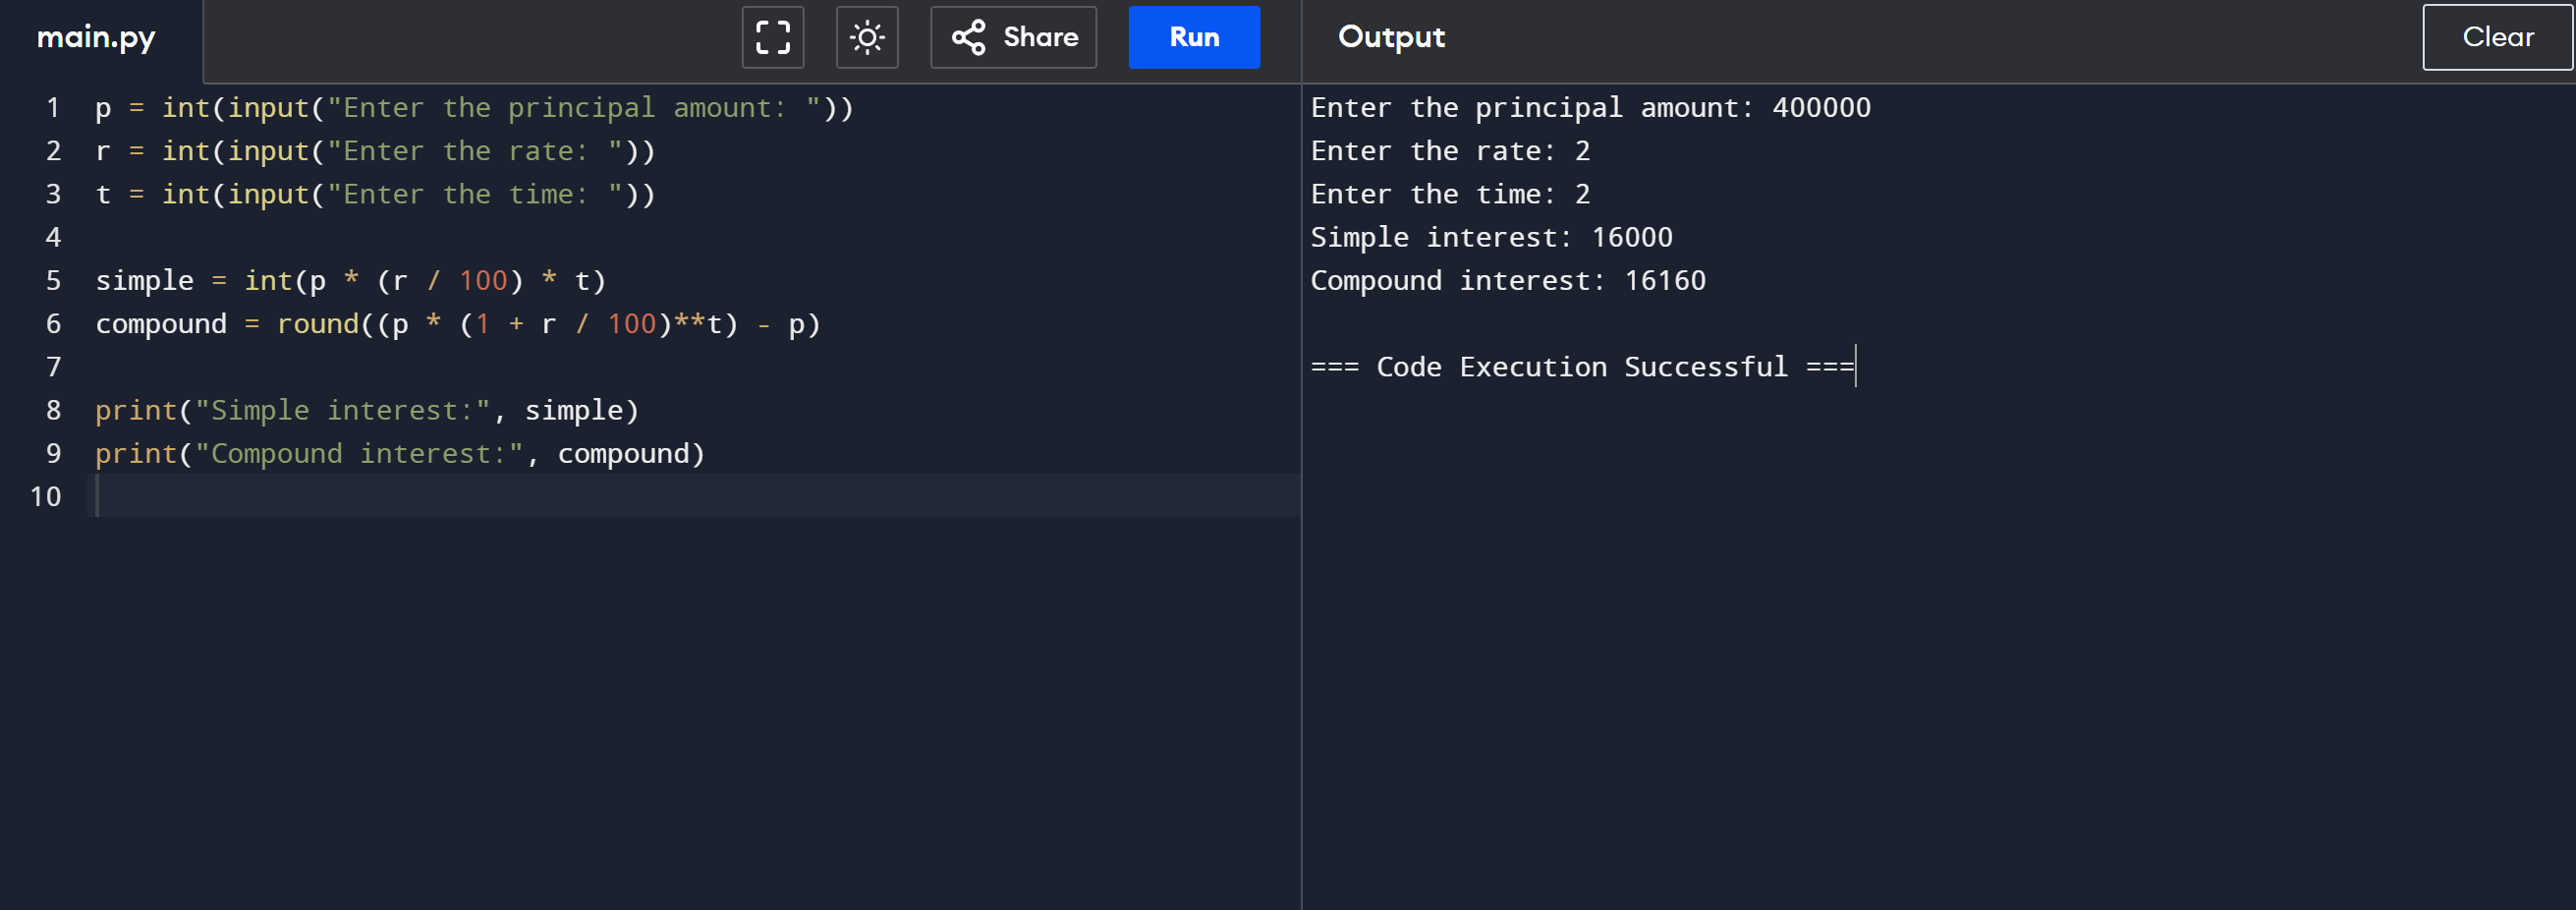 main.py
Share
Run
Output
Clear
1 p = int(input("Enter the principal amount: "))
2 r = int(input("Enter the rate: "))
3 t = int(input("Enter the time: "))
4
5 simple = int(p * (r / 100) * t)
6 compound = round((p * (1 + r / 100)**t) - p)
7
8 print("Simple interest:", simple)
9 print("Compound interest:", compound)
10
Enter the principal amount: 400000
Enter the rate: 2
Enter the time: 2
Simple interest: 16000
Compound interest: 16160
=== Code Execution Successful ===